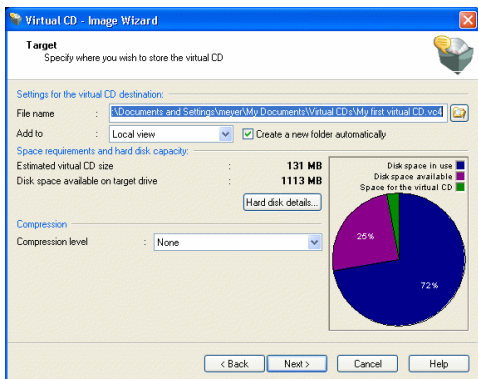 Virtual CD - Image Wizard
Target
Specify where you wish to store the virtual CD
Settings for the virtual CD destination:
File name : :\Documents and Settings\meyer\My Documents\Virtual CDs\My first virtual CD.vc4
Add to : Local view Create a new folder automatically
Space requirements and hard disk capacity:
Estimated virtual CD size : 131 MB
Disk space available on target drive : 1113 MB
Hard disk details...
Disk space in use
Disk space available
Space for the virtual CD
25%
72%
Compression
Compression level : None
< Back Next > Cancel Help